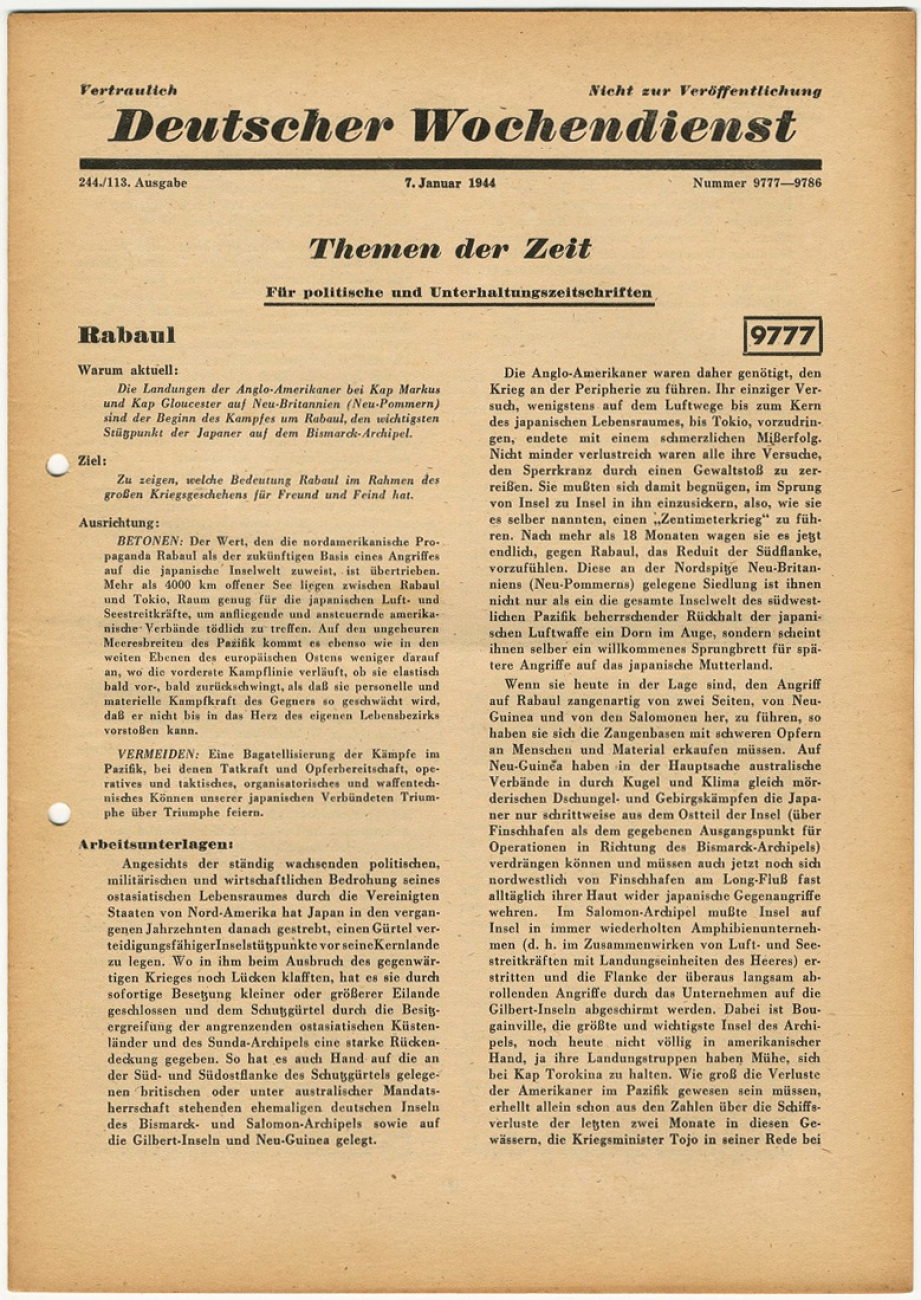 Vertraulich
Nicht zur Veröffentlichung
Deutscher Wochendienst
244./113. Ausgabe
7. Januar 1944
Nummer 9777—9786
Themen der Zeit
Für politische und Unterhaltungszeitschriften
Rabaul
9777
Warum aktuell:
Die Landungen der Anglo-Amerikaner bei Kap Markus
und Kap Gloucester auf Neu-Britannien (Neu-Pommern)
sind der Beginn des Kampfes um Rabaul, den wichtigsten
Stützpunkt der Japaner auf dem Bismarck-Archipel.
Ziel:
Zu zeigen, welche Bedeutung Rabaul im Rahmen des
großen Kriegsgeschehens für Freund und Feind hat.
Ausrichtung:
BETONEN: Der Wert, den die nordamerikanische Pro-
paganda Rabaul als der zukünftigen Basis eines Angriffes
auf die japanische Inselwelt zuweist, ist übertrieben.
Mehr als 4000 km offener See liegen zwischen Rabaul
und Tokio, Raum genug für die japanischen Luft- und
Seestreitkräfte, um anfliegende und ansteuernde amerika-
nische Verbände tödlich zu treffen. Auf den ungeheuren
Meeresbreiten des Pazifik kommt es ebenso wie in den
weiten Ebenen des europäischen Ostens weniger darauf
an, wo die vorderste Kampflinie verläuft, ob sie elastisch
bald vor-, bald zurückschwingt, als daß sie personelle und
materielle Kampfkraft des Gegners so geschwächt wird,
daß er nicht bis in das Herz des eigenen Lebensbezirks
vorstoßen kann.
VERMEIDEN: Eine Bagatellisierung der Kämpfe im
Pazifik, bei denen Tatkraft und Opferbereitschaft, ope-
ratives und taktisches, organisatorisches und waffentech-
nisches Können unserer japanischen Verbündeten Trium-
phe über Triumphe feiern.
Arbeitsunterlagen:
Angesichts der ständig wachsenden politischen,
militärischen und wirtschaftlichen Bedrohung seines
ostasiatischen Lebensraumes durch die Vereinigten
Staaten von Nord-Amerika hat Japan in den vergan-
genen Jahrzehnten danach gestrebt, einen Gürtel ver-
teidigungsfähiger Inselstützpunkte vor seine Kernlande
zu legen. Wo in ihm beim Ausbruch des gegenwär-
tigen Krieges noch Lücken klafften, hat es sie durch
sofortige Besetzung kleiner oder größerer Eilande
geschlossen und dem Schutzgürtel durch die Besitz-
ergreifung der angrenzenden ostasiatischen Küsten-
länder und des Sunda-Archipels eine starke Rücken-
deckung gegeben. So hat es auch Hand auf die an
der Süd- und Südostflanke des Schutzgürtels gelege-
nen britischen oder unter australischer Mandats-
herrschaft stehenden ehemaligen deutschen Inseln
des Bismarck- und Salomon-Archipels sowie auf
die Gilbert-Inseln und Neu-Guinea gelegt.
Die Anglo-Amerikaner waren daher genötigt, den
Krieg an der Peripherie zu führen. Ihr einziger Ver-
such, wenigstens auf dem Luftwege bis zum Kern
des japanischen Lebensraumes, bis Tokio, vorzudrin-
gen, endete mit einem schmerzlichen Mißerfolg.
Nicht minder verlustreich waren alle ihre Versuche,
den Sperrkranz durch einen Gewaltstoß zu zer-
reißen. Sie mußten sich damit begnügen, im Sprung
von Insel zu Insel in ihn einzusickern, also, wie sie
es selber nannten, einen „Zentimeterkrieg“ zu füh-
ren. Nach mehr als 18 Monaten wagen sie es jetzt
endlich, gegen Rabaul, das Reduit der Südflanke,
vorzufühlen. Diese an der Nordspitze Neu-Britan-
niens (Neu-Pommerns) gelegene Siedlung ist ihnen
nicht nur als ein die gesamte Inselwelt des südwest-
lichen Pazifik beherrschender Rückhalt der japani-
schen Luftwaffe ein Dorn im Auge, sondern scheint
ihnen selber ein willkommenes Sprungbrett für spä-
tere Angriffe auf das japanische Mutterland.
Wenn sie heute in der Lage sind, den Angriff
auf Rabaul zangenartig von zwei Seiten, von Neu-
Guinea und von den Salomonen her, zu führen, so
haben sie sich die Zangenbasen mit schweren Opfern
an Menschen und Material erkaufen müssen. Auf
Neu-Guinea haben in der Hauptsache australische
Verbände in durch Kugel und Klima gleich mör-
derischen Dschungel- und Gebirgskämpfen die Japa-
ner nur schrittweise aus dem Ostteil der Insel (über
Finschhafen als dem gegebenen Ausgangspunkt für
Operationen in Richtung des Bismarck-Archipels)
verdrängen können und müssen auch jetzt noch sich
nordwestlich von Finschhafen am Long-Fluß fast
alltäglich ihrer Haut wider japanische Gegenangriffe
wehren. Im Salomon-Archipel mußte Insel auf
Insel in immer wiederholten Amphibienunterneh-
men (d. h. im Zusammenwirken von Luft- und See-
streitkräften mit Landungseinheiten des Heeres) er-
stritten und die Flanke der überaus langsam ab-
rollenden Angriffe durch das Unternehmen auf die
Gilbert-Inseln abgeschirmt werden. Dabei ist Bou-
gainville, die größte und wichtigste Insel des Archi-
pels, noch heute nicht völlig in amerikanischer
Hand, ja ihre Landungstruppen haben Mühe, sich
bei Kap Torokina zu halten. Wie groß die Verluste
der Amerikaner im Pazifik gewesen sein müssen,
erhellt allein schon aus den Zahlen über die Schiffs-
verluste der letzten zwei Monate in diesen Ge-
wässern, die Kriegsminister Tojo in seiner Rede bei